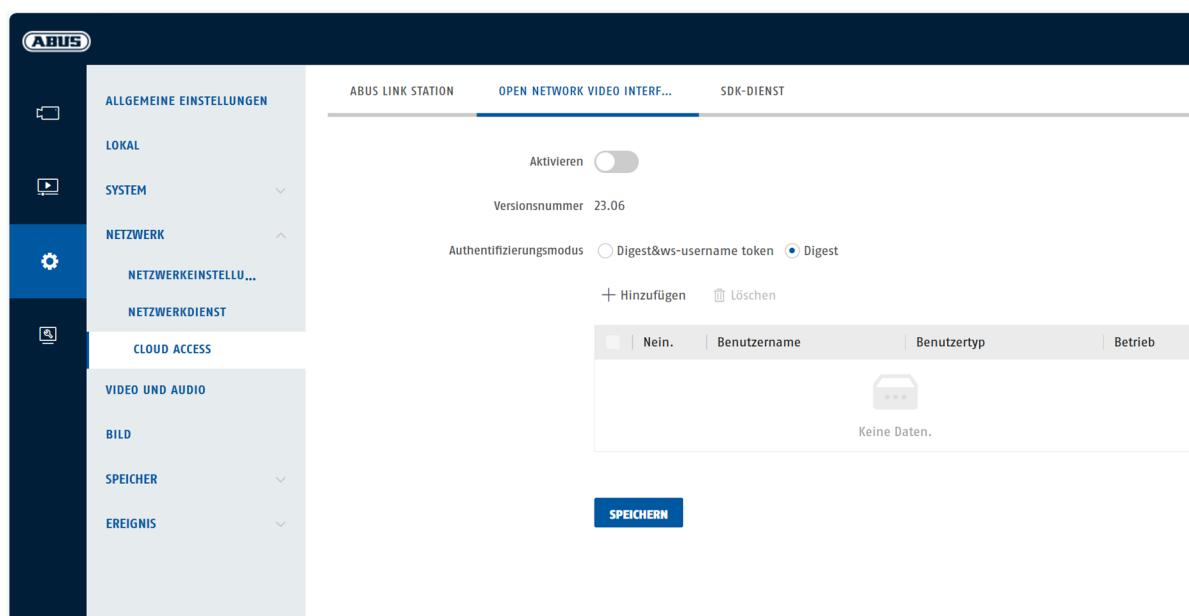 ABUS
ALLGEMEINE EINSTELLUNGEN
LOKAL
SYSTEM
NETZWERK
NETZWERKEINSTELLU...
NETZWERKDIENST
CLOUD ACCESS
VIDEO UND AUDIO
BILD
SPEICHER
EREIGNIS
ABUS LINK STATION OPEN NETWORK VIDEO INTERF... SDK-DIENST
Aktivieren
Versionsnummer 23.06
Authentifizierungsmodus Digest&ws-username token Digest
Hinzufügen Löschen
Nein. Benutzername Benutzertyp Betrieb
Keine Daten.
SPEICHERN